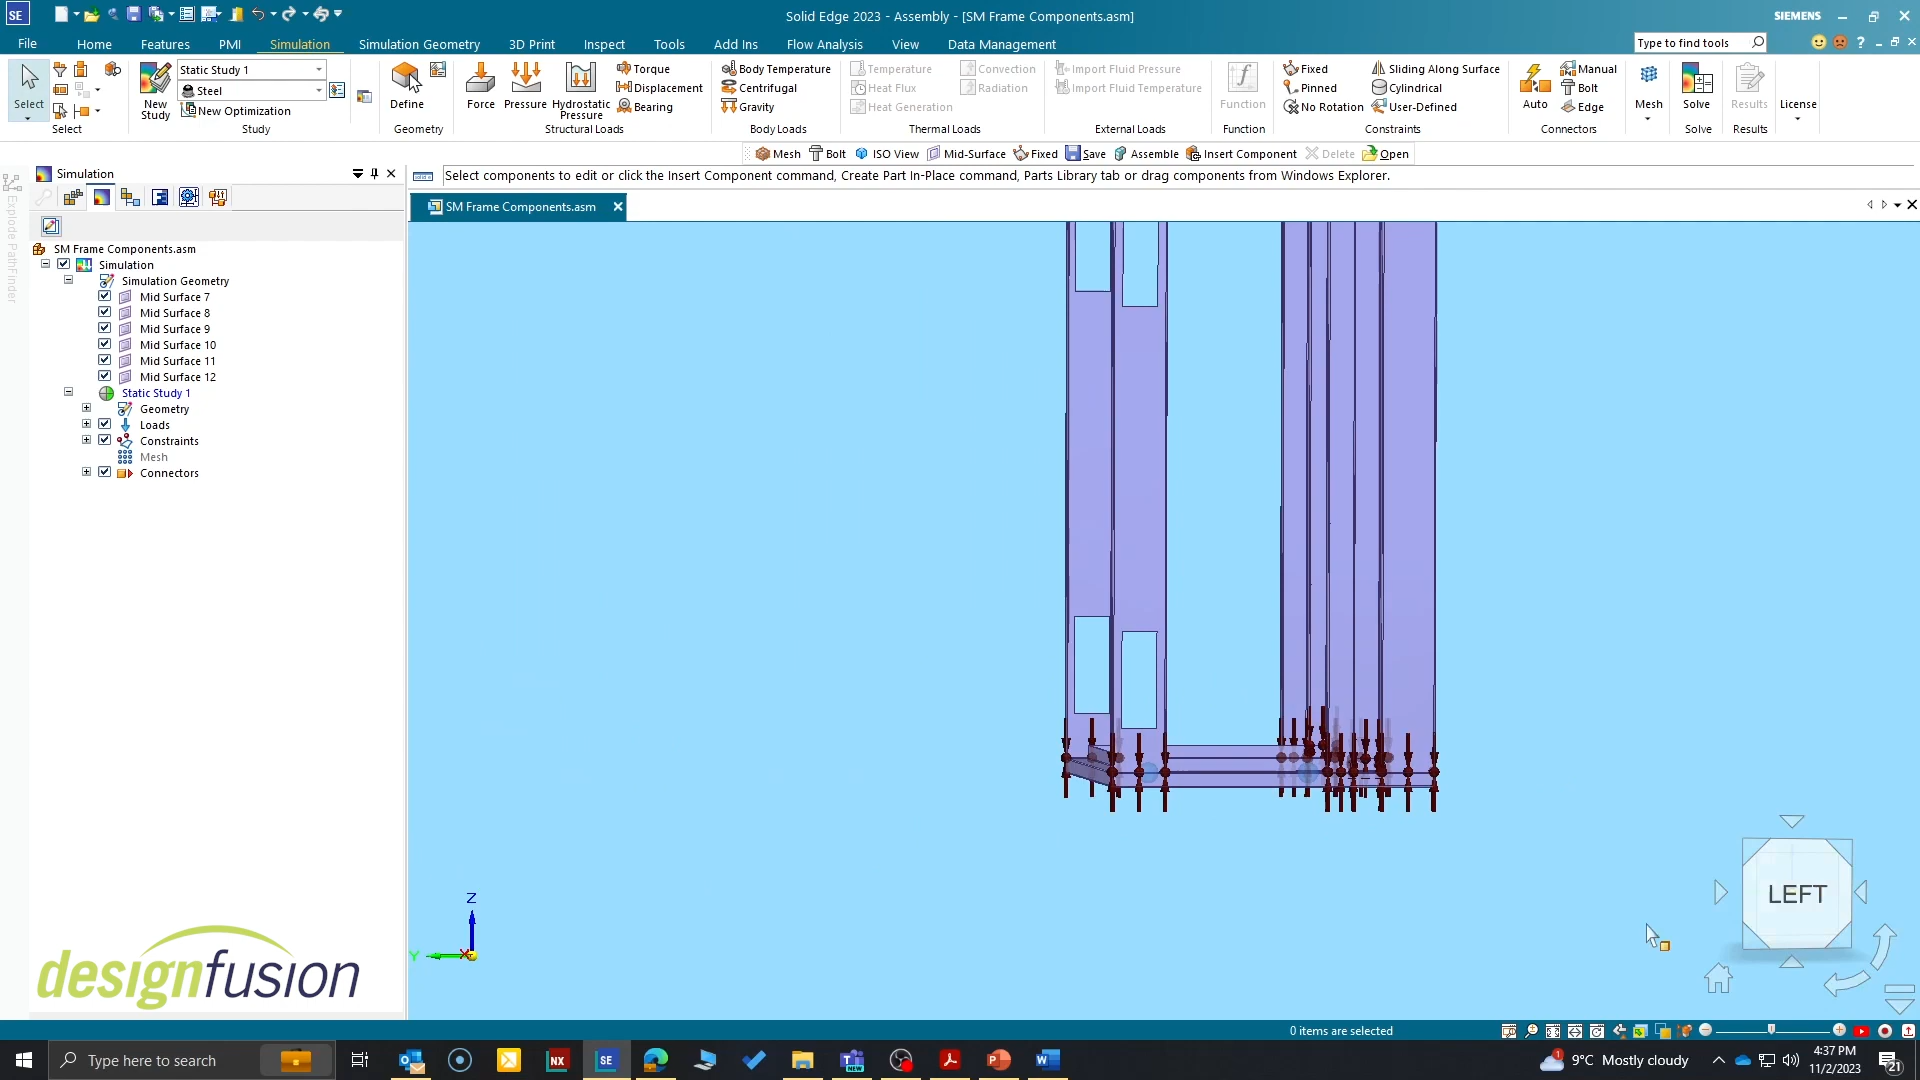 SE
Solid Edge 2023 - Assembly - [SM Frame Components.asm]
SIEMENS
File Home Features PMI Simulation Simulation Geometry 3D Print Inspect Tools Add Ins Flow Analysis View Data Management
Type to find tools
Select
Select
New Study
Static Study 1
Steel
New Optimization
Study
Define
Geometry
Force
Pressure
Hydrostatic Pressure
Torque
Displacement
Bearing
Structural Loads
Body Temperature
Centrifugal
Gravity
Body Loads
Temperature
Heat Flux
Heat Generation
Convection
Radiation
Thermal Loads
Import Fluid Pressure
Import Fluid Temperature
External Loads
Function
Function
Fixed
Pinned
No Rotation
Sliding Along Surface
Cylindrical
User-Defined
Constraints
Auto
Manual
Bolt
Edge
Connectors
Mesh
Solve
Solve
Results
Results
License
Mesh Bolt ISO View Mid-Surface Fixed Save Assemble Insert Component Delete Open
Simulation
Select components to edit or click the Insert Component command, Create Part In-Place command, Parts Library tab or drag components from Windows Explorer.
Explode PathFinder
SM Frame Components.asm
SM Frame Components.asm
Simulation
Simulation Geometry
Mid Surface 7
Mid Surface 8
Mid Surface 9
Mid Surface 10
Mid Surface 11
Mid Surface 12
Static Study 1
Geometry
Loads
Constraints
Mesh
Connectors
Z
Y
X
LEFT
designfusion
0 items are selected
Type here to search
NX
SE
NEW
9°C Mostly cloudy
4:37 PM
11/2/2023
21